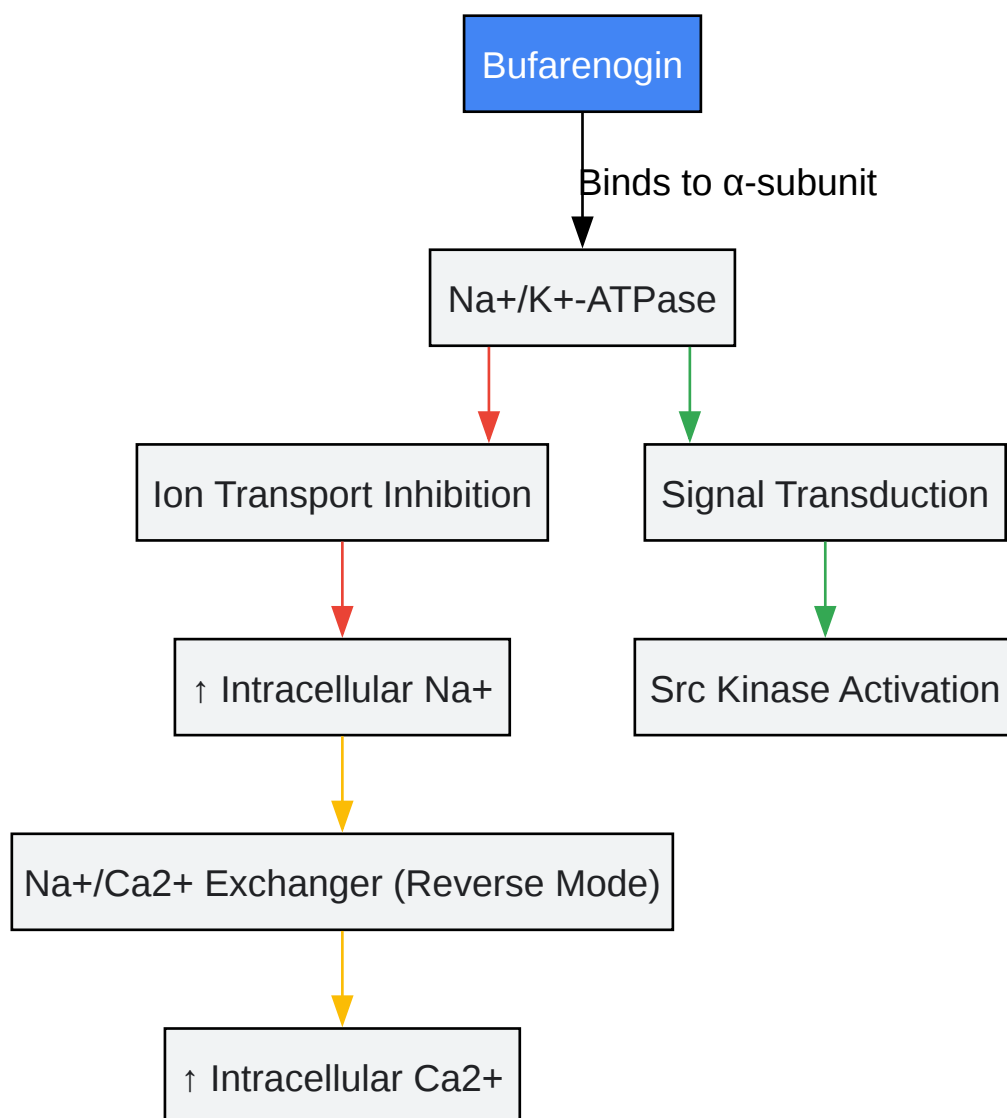 Bufarenogin
Binds to α-subunit
Na+/K+-ATPase
Ion Transport Inhibition
Signal Transduction
↑ Intracellular Na+
Src Kinase Activation
Na+/Ca2+ Exchanger (Reverse Mode)
↑ Intracellular Ca2+